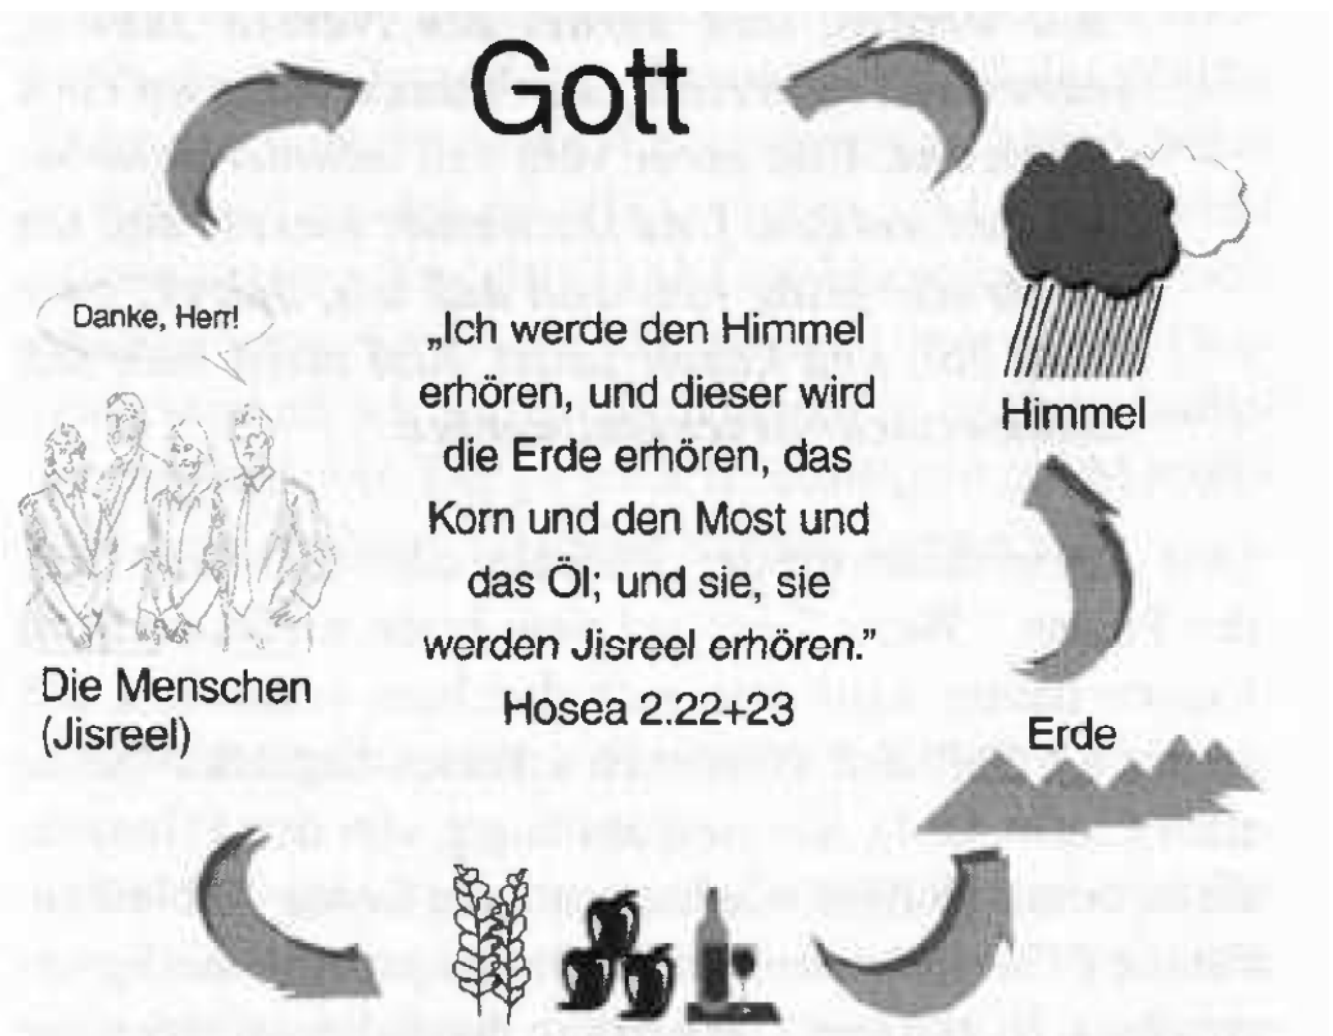 Gott
Danke, Herr!
„Ich werde den Himmel
erhören, und dieser wird
die Erde erhören, das
Korn und den Most und
das Öl; und sie, sie
werden Jisreel erhören.”
Hosea 2.22+23
Himmel
Die Menschen
(Jisreel)
Erde